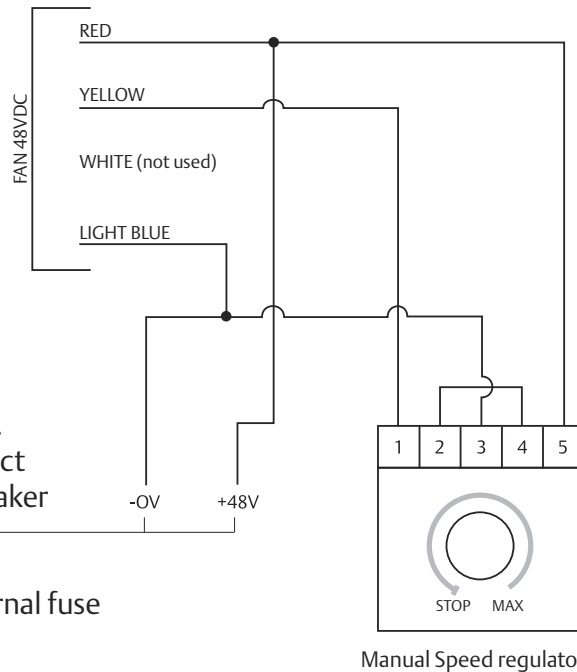 RED
YELLOW
FAN 48VDC
WHITE (not used)
LIGHT BLUE
1 2 3 4 5
ct
aker
-0V +48V
rnal fuse
STOP MAX
Manual Speed regulato